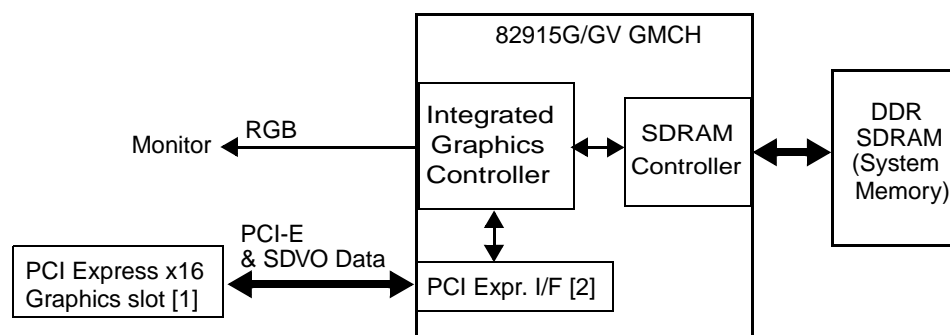 82915G/GV GMCH
Monitor
RGB
Integrated
Graphics
Controller
SDRAM
Controller
DDR
SDRAM
(System
Memory)
PCI-E
& SDVO Data
PCI Express x16
Graphics slot [1]
PCI Expr. I/F [2]